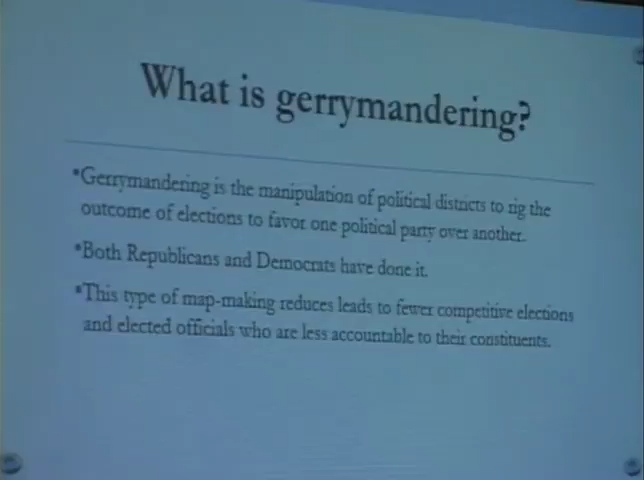 What is gerrymandering?
*Gerrymandering is the manipulation of political districts to rig the
outcome of elections to favor one political party over another.
*Both Republicans and Democrats have done it.
*This type of map-making reduces leads to fewer competitive elections
and elected officials who are less accountable to their constituents.